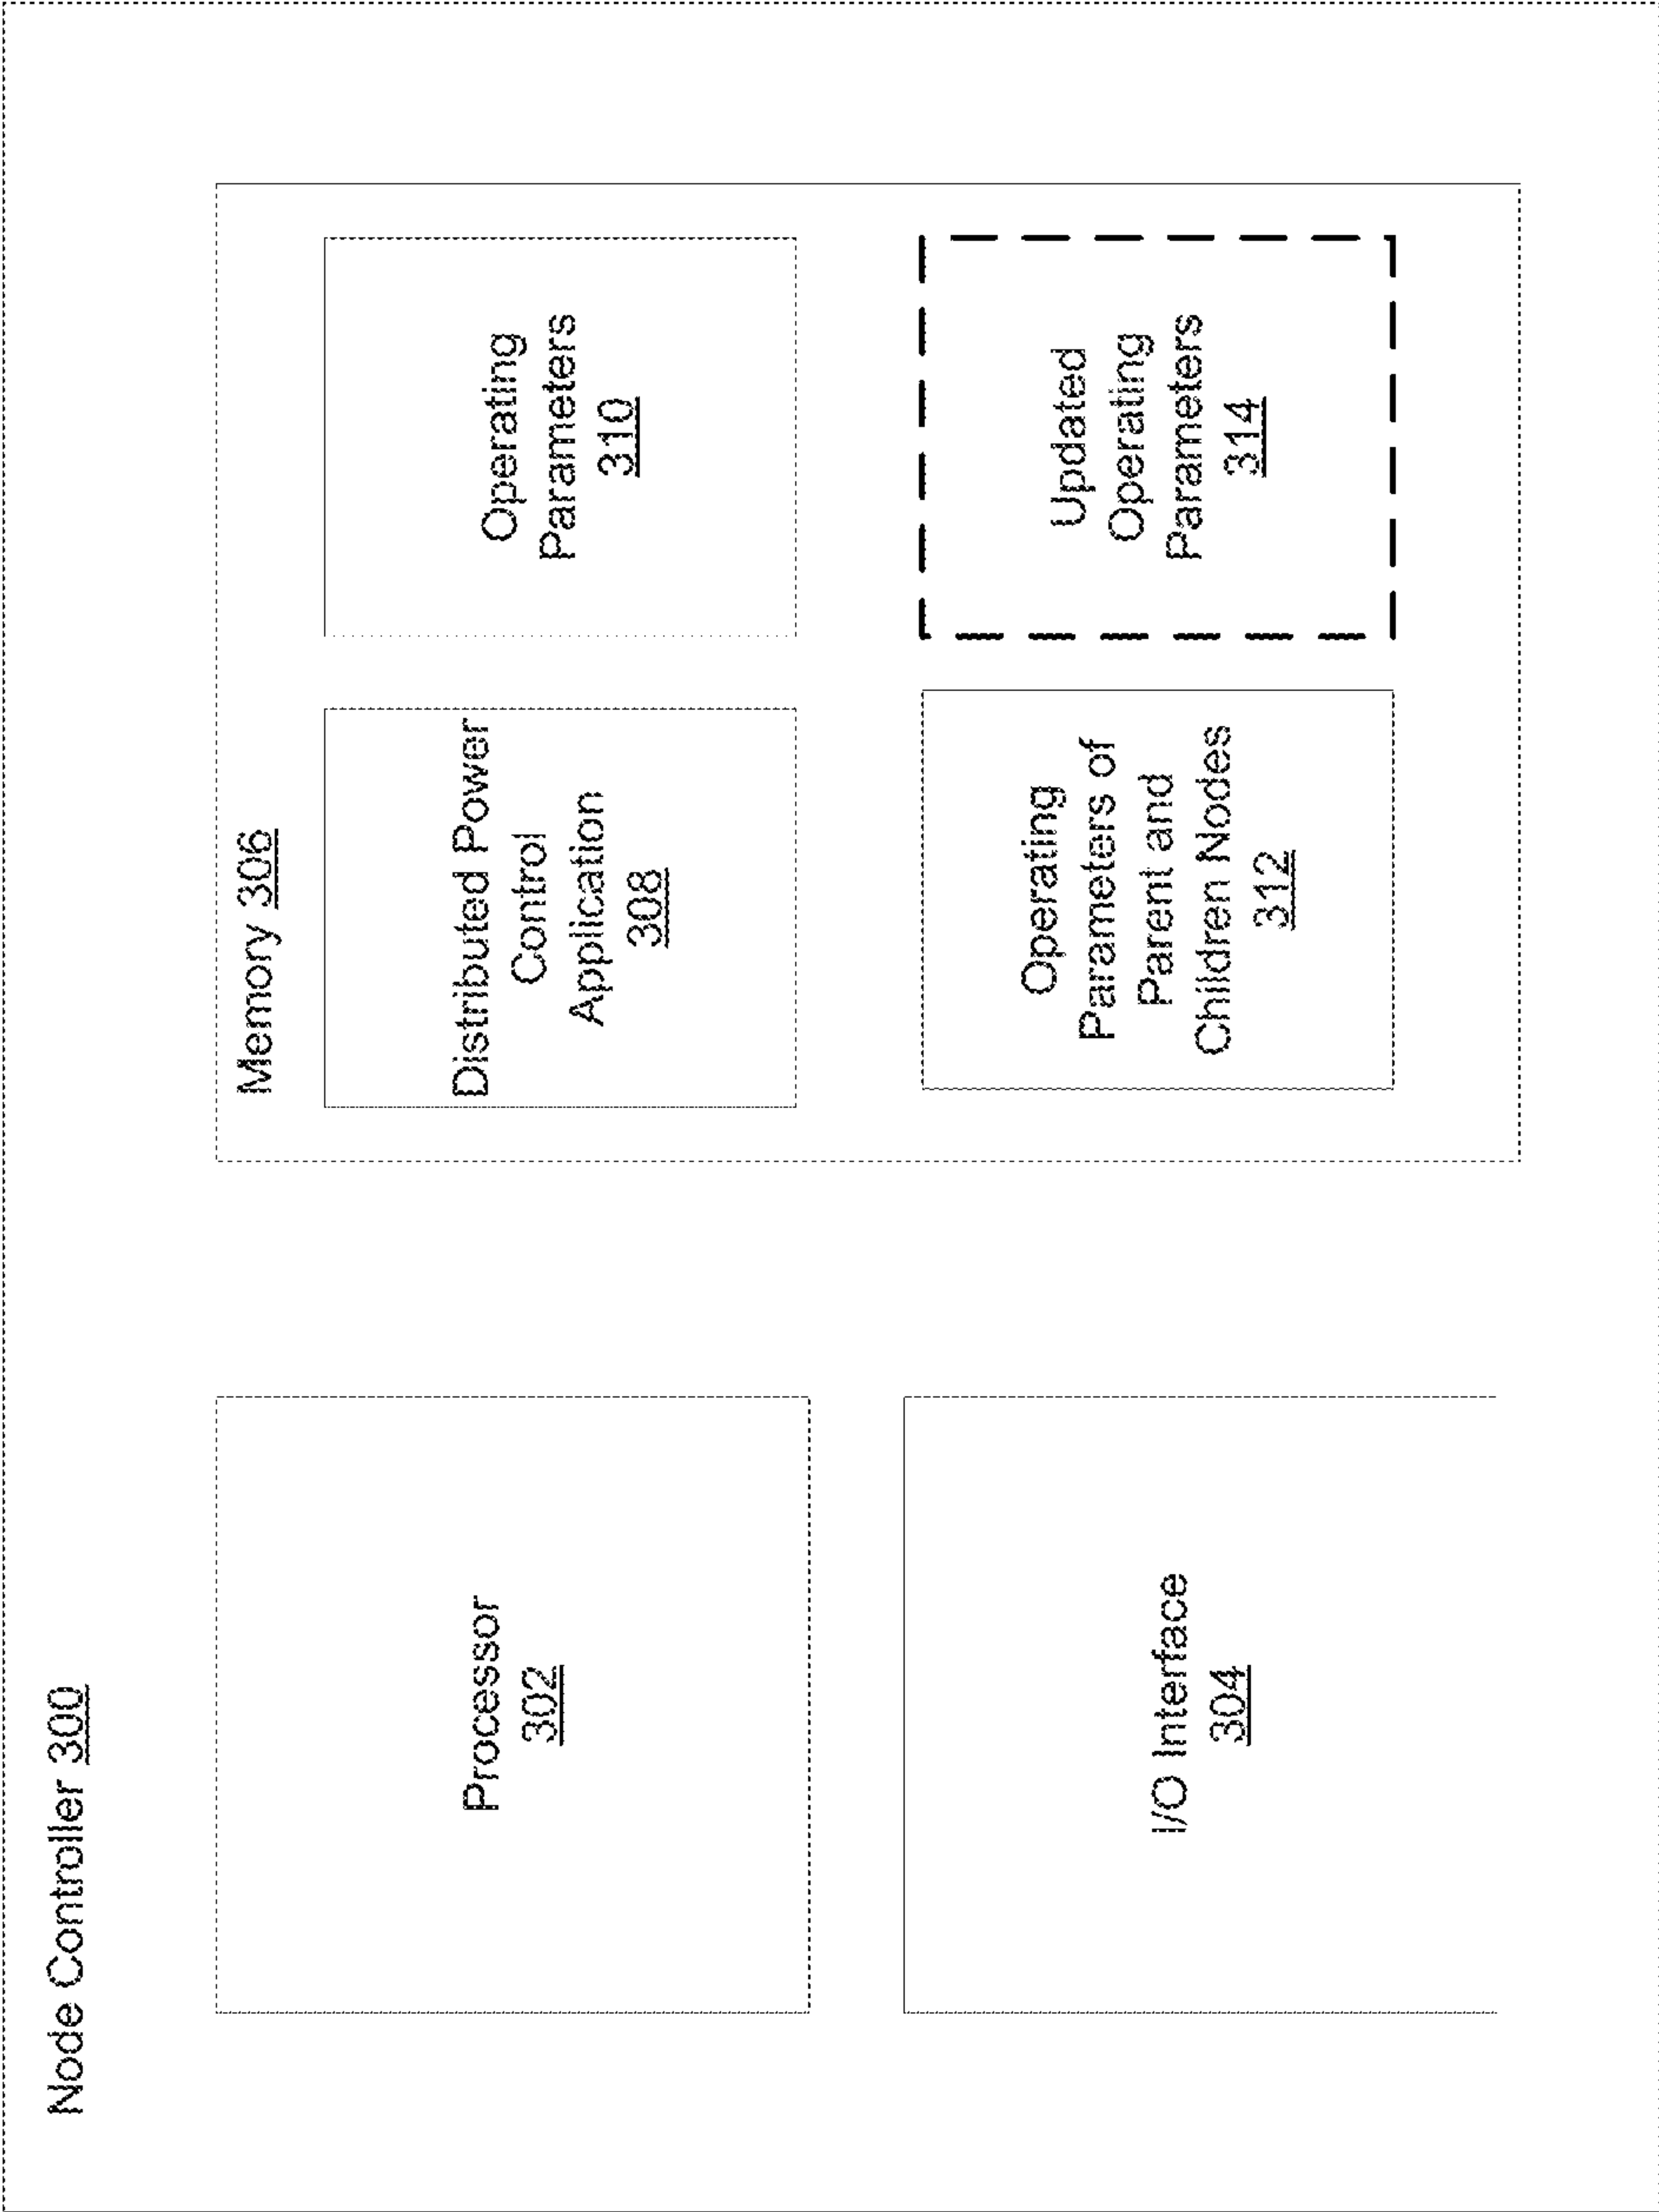 Node Controller 300
Processor
302
I/O Interface
304
Memory 306
Distributed Power
Control
Application
308
Operating
Parameters
310
Operating
Parameters of
Parent and
Children Nodes
312
Updated
Operating
Parameters
314